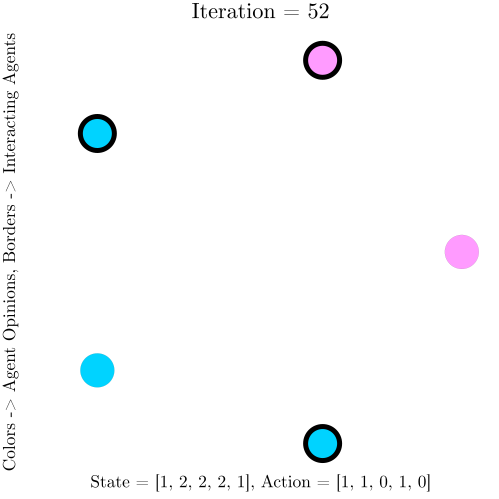 Iteration = 52
Colors -> Agent Opinions, Borders -> Interacting Agents
State = [1, 2, 2, 2, 1], Action = [1, 1, 0, 1, 0]